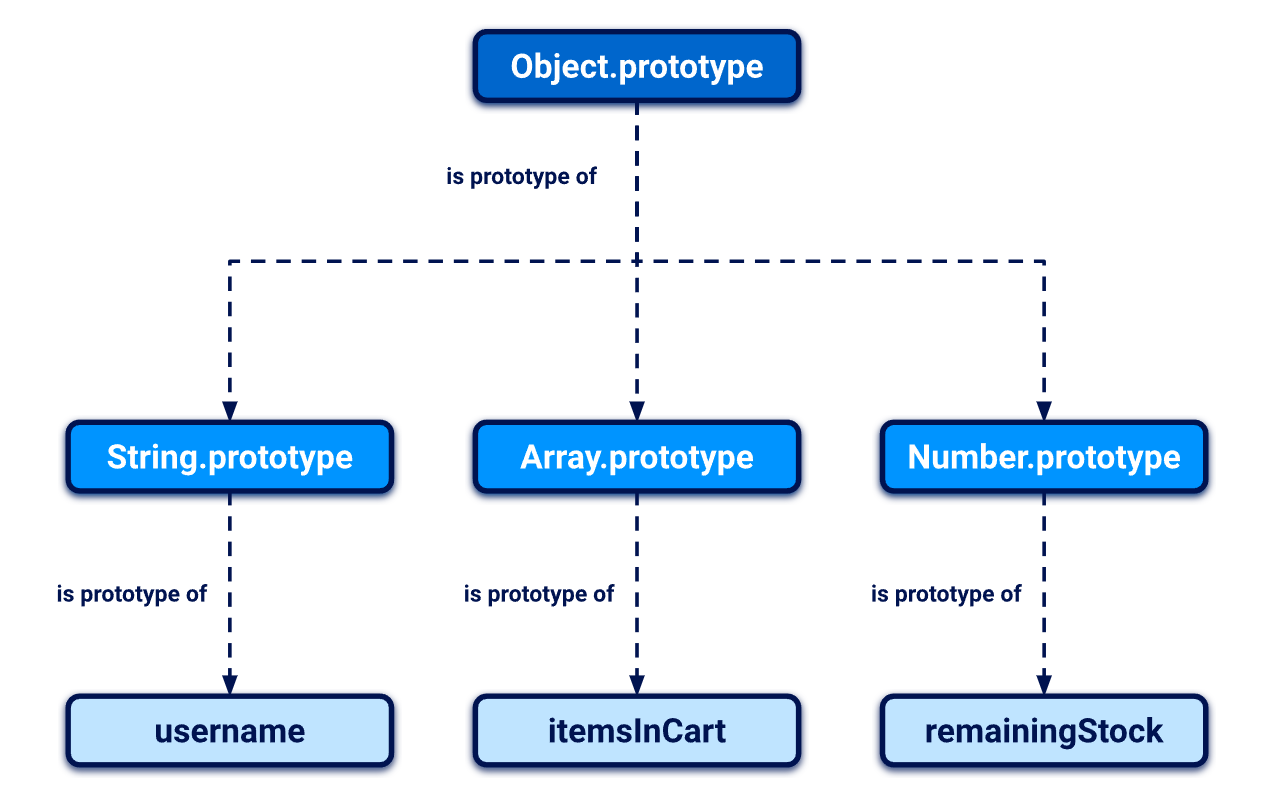 Object.prototype
is prototype of
String.prototype
Array.prototype
Number.prototype
is prototype of
is prototype of
is prototype of
username
itemsInCart
remainingStock